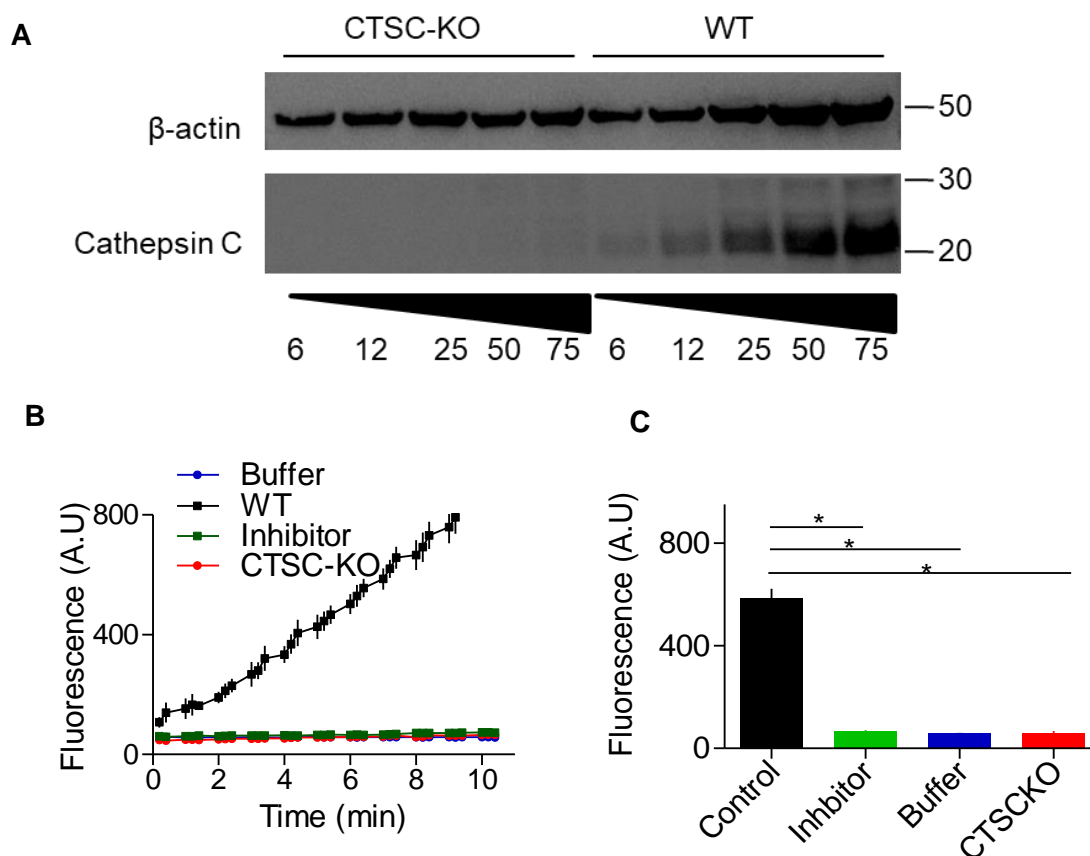 A
CTSC-KO WT
β-actin
50
30
Cathepsin C
20
6 12 25 50 75 6 12 25 50 75
B
Buffer
WT
Inhibitor
CTSC-KO
800
400
0
Fluorescence (A.U)
0 2 4 6 8 10
Time (min)
C
* 
*
*
800
400
0
Fluorescence (A.U)
Control
Inhbitor
Buffer
CTSCKO